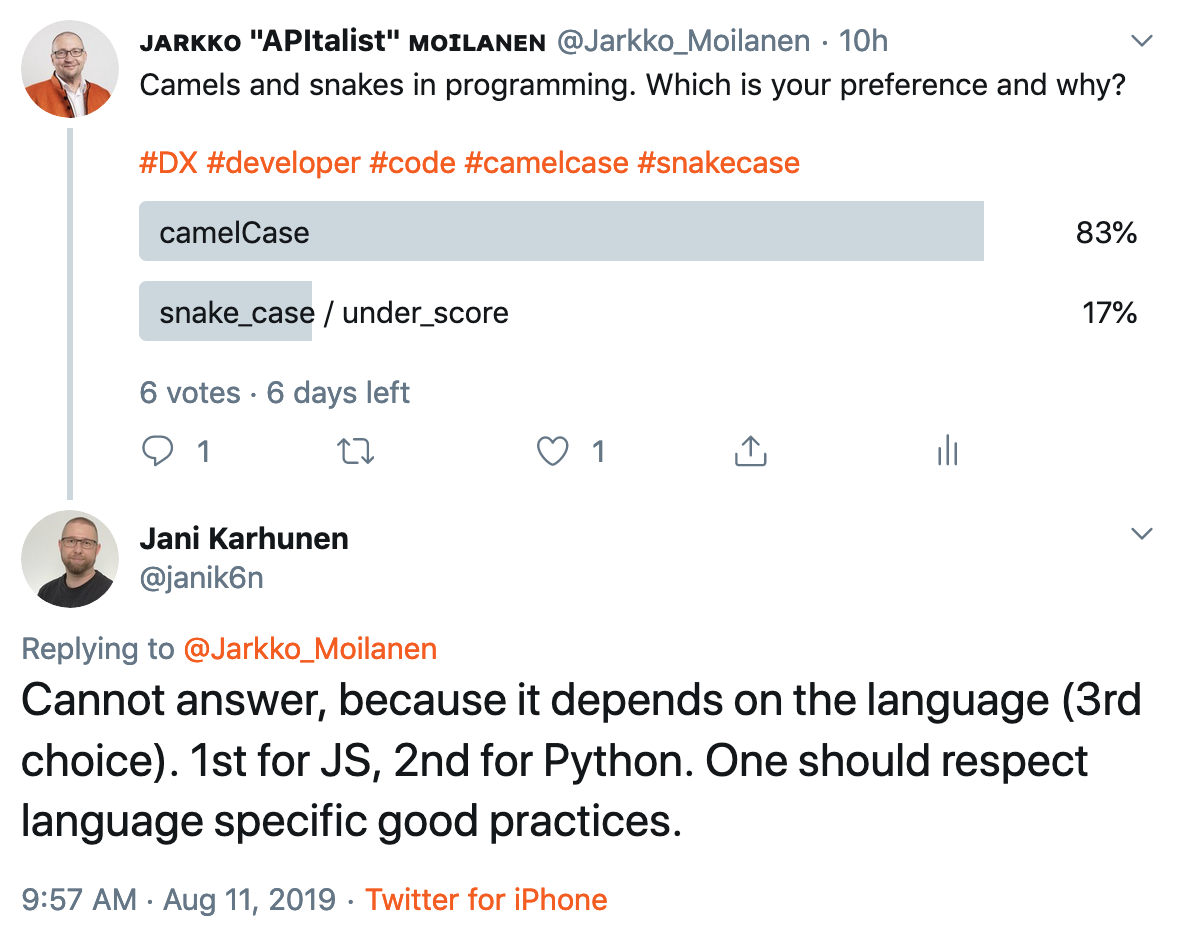 JARKKO "APItalist" MOILANEN @Jarkko_Moilanen · 10h
Camels and snakes in programming. Which is your preference and why?
#DX #developer #code #camelcase #snakecase
camelCase 83%
snake_case / under_score 17%
6 votes · 6 days left
1 1
Jani Karhunen
@janik6n
Replying to @Jarkko_Moilanen
Cannot answer, because it depends on the language (3rd
choice). 1st for JS, 2nd for Python. One should respect
language specific good practices.
9:57 AM · Aug 11, 2019 · Twitter for iPhone